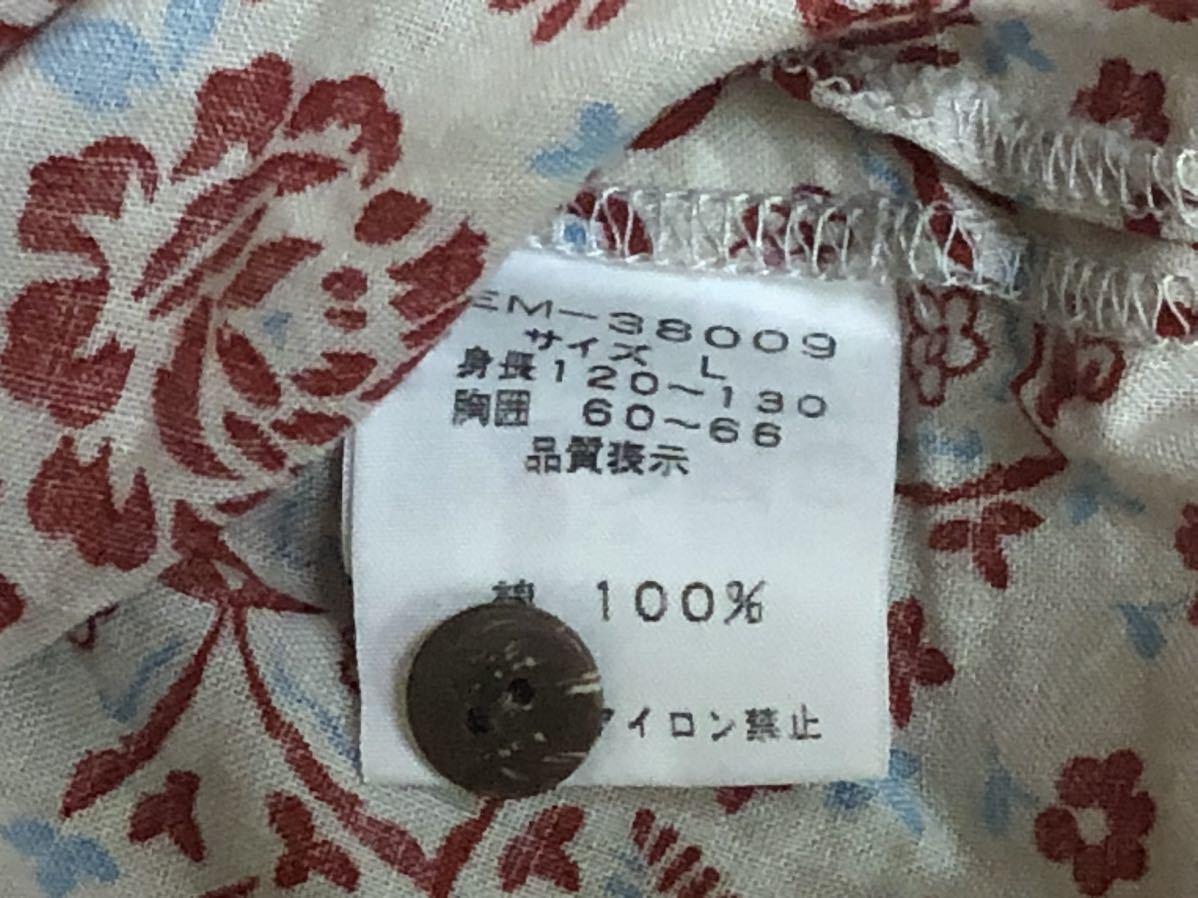 EM-38009
サイズ L
身長120~130
胸囲 60~66
品質表示
綿 100%
アイロン禁止